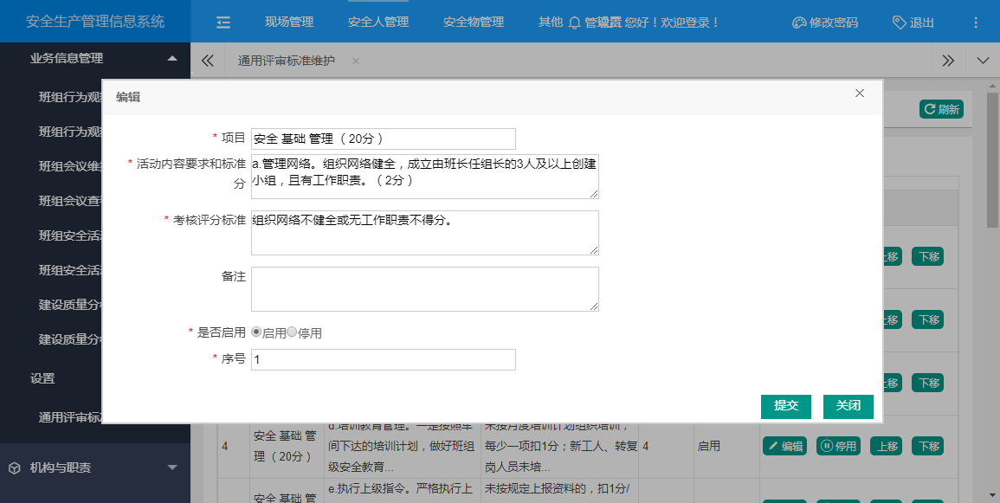 安全生产管理信息系统
现场管理 安全人管理 安全物管理 其他 您好！欢迎登录！ 修改密码 退出
业务信息管理
通用评审标准维护
编辑
班组行为观
刷新
* 项目 安全 基础 管理 （20分）
班组行为观
* 活动内容要求和标准分
a.管理网络。组织网络健全，成立由班长任组长的3人及以上创建
小组，且有工作职责。（2分）
班组会议维
班组会议查
* 考核评分标准 组织网络不健全或无工作职责不得分。
班组安全活
上移 下移
班组安全活
备注
建设质量分
上移 下移
建设质量分
* 是否启用 启用 停用
* 序号 1
设置
上移 下移
通用评审标
提交 关闭
d.培训教育管理。一是按照车
间下达的培训计划，做好班组
级安全教育...
未按月度培训计划组织培训，
每少一项扣1分；新工人、转复
岗人员未培...
4 安全 基础 管
理 （20分） 4 启用 编辑 停用 上移 下移
机构与职责
e.执行上级指令。严格执行上 未按规定上报资料的，扣1分/
安全 基础 管